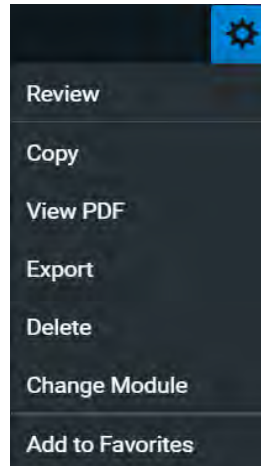 Review
Copy
View PDF
Export
Delete
Change Module
Add to Favorites